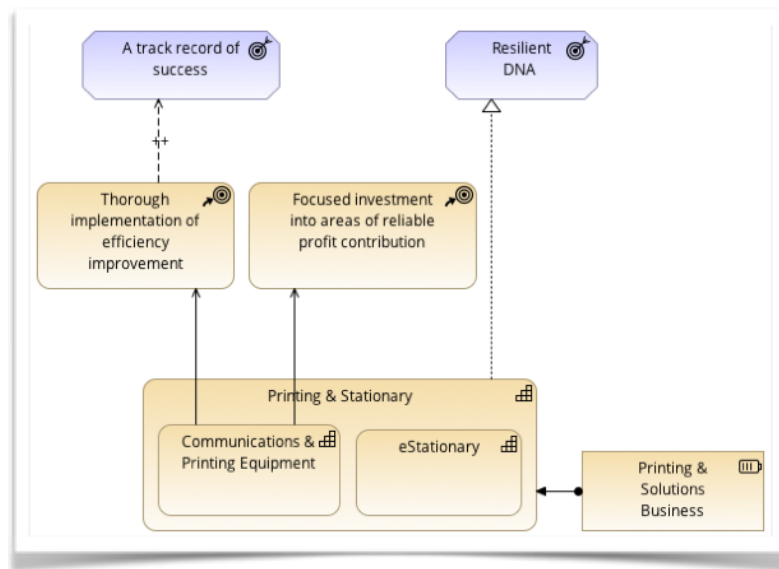 A track record of
success
Resilient
DNA
++
Thorough
implementation of
efficiency
improvement
Focused investment
into areas of reliable
profit contribution
Printing & Stationary
Communications &
Printing Equipment
eStationary
Printing &
Solutions
Business